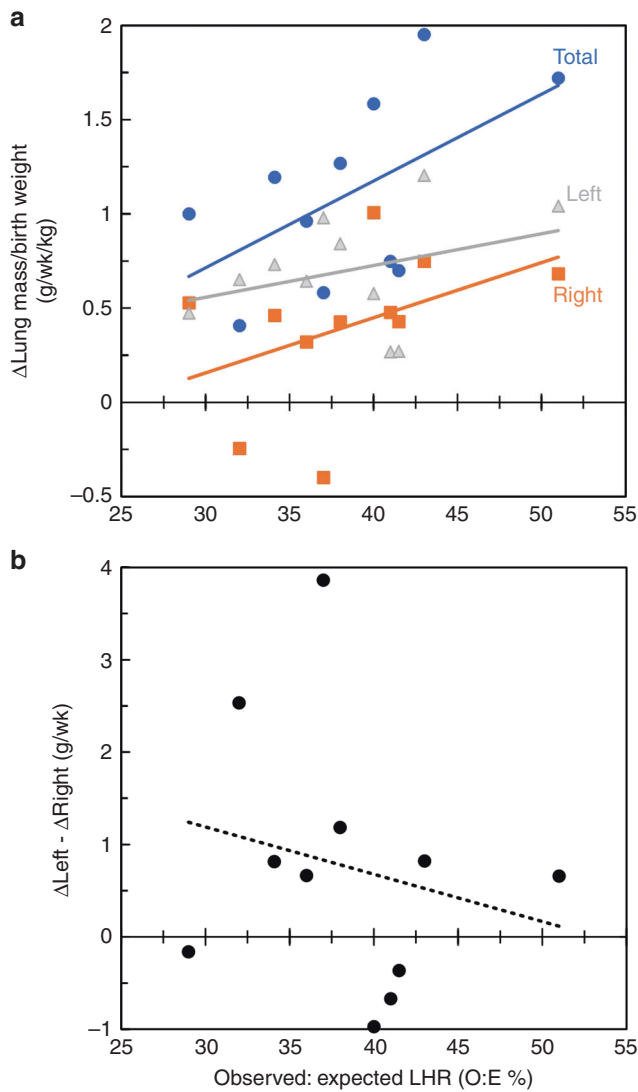 a
2
Total
1.5
ΔLung mass/birth weight
(g/wk/kg)
1
Left
0.5
Right
0
–0.5
25 30 35 40 45 50 55
b
4
3
ΔLeft - ΔRight (g/wk)
2
1
0
–1
25 30 35 40 45 50 55
Observed: expected LHR (O:E %)